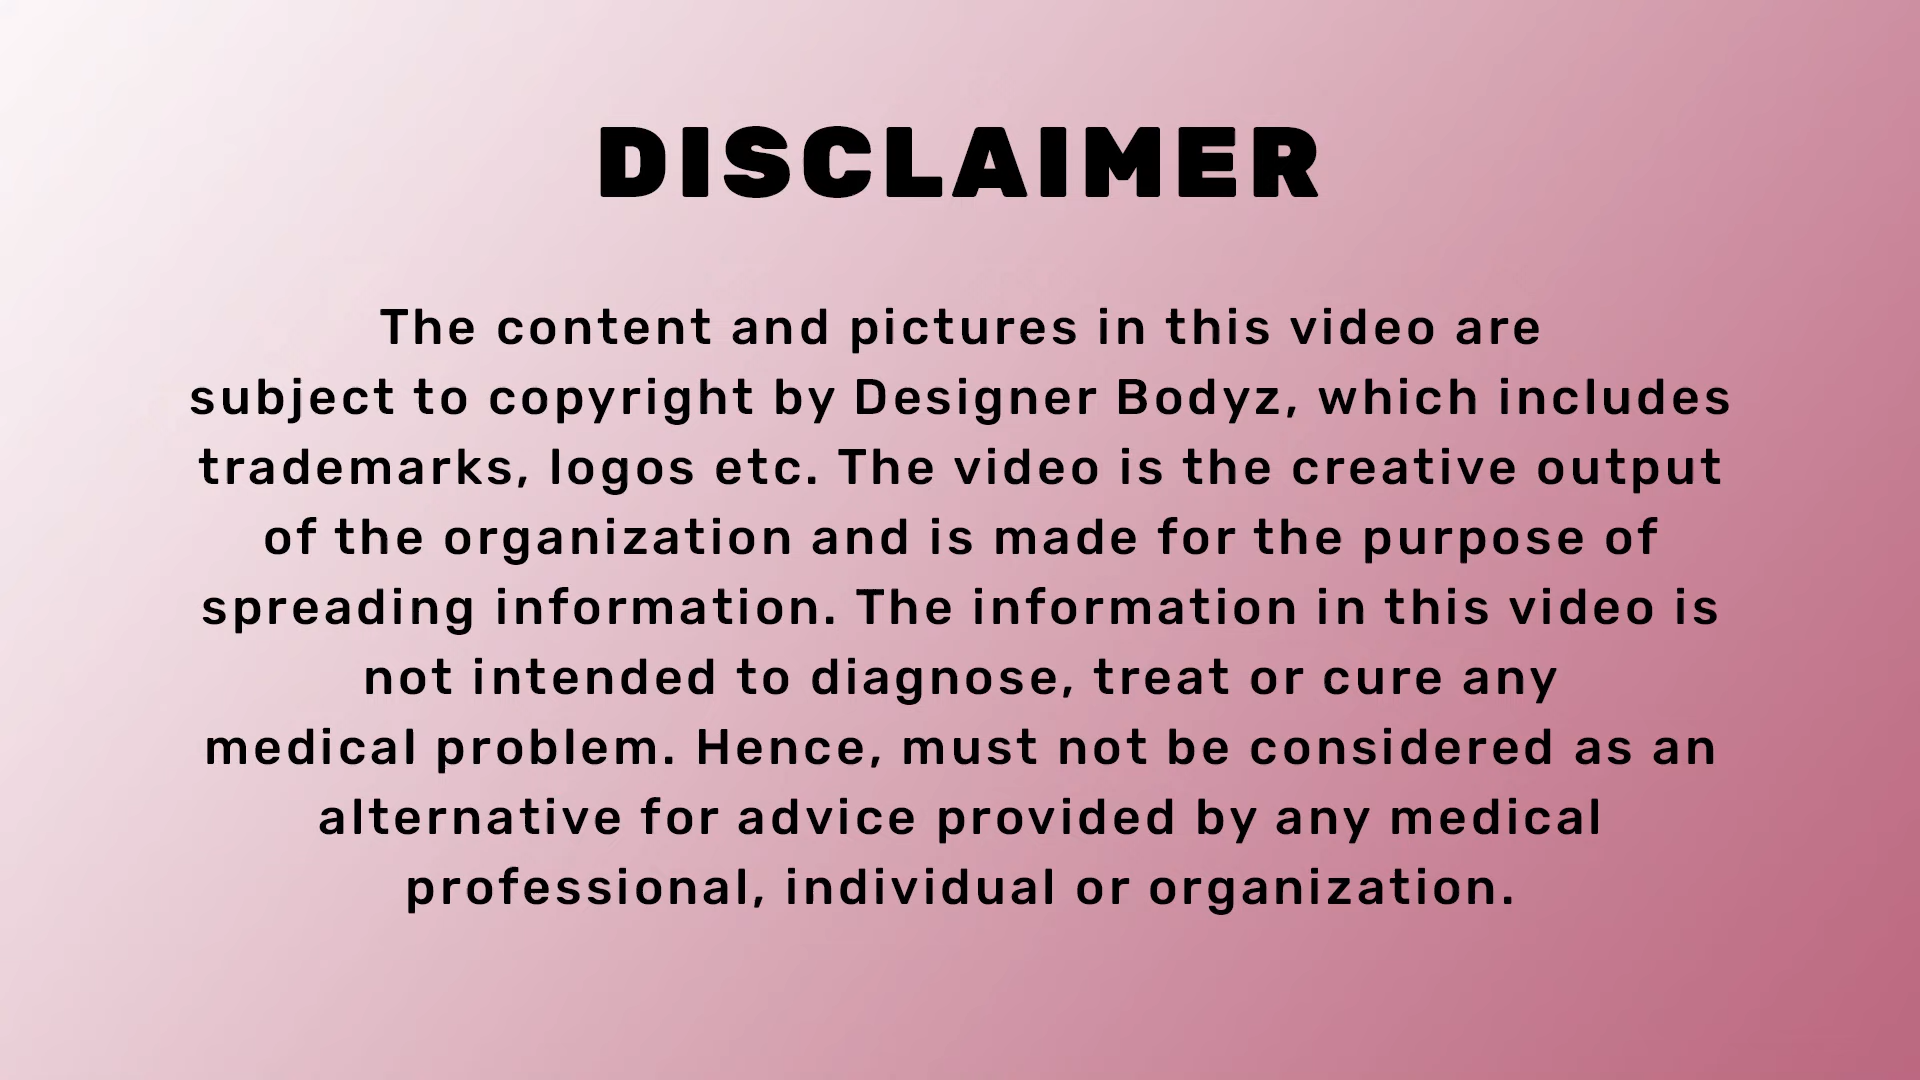 DISCLAIMER
The content and pictures in this video are
subject to copyright by Designer Bodyz, which includes
trademarks, logos etc. The video is the creative output
of the organization and is made for the purpose of
spreading information. The information in this video is
not intended to diagnose, treat or cure any
medical problem. Hence, must not be considered as an
alternative for advice provided by any medical
professional, individual or organization.